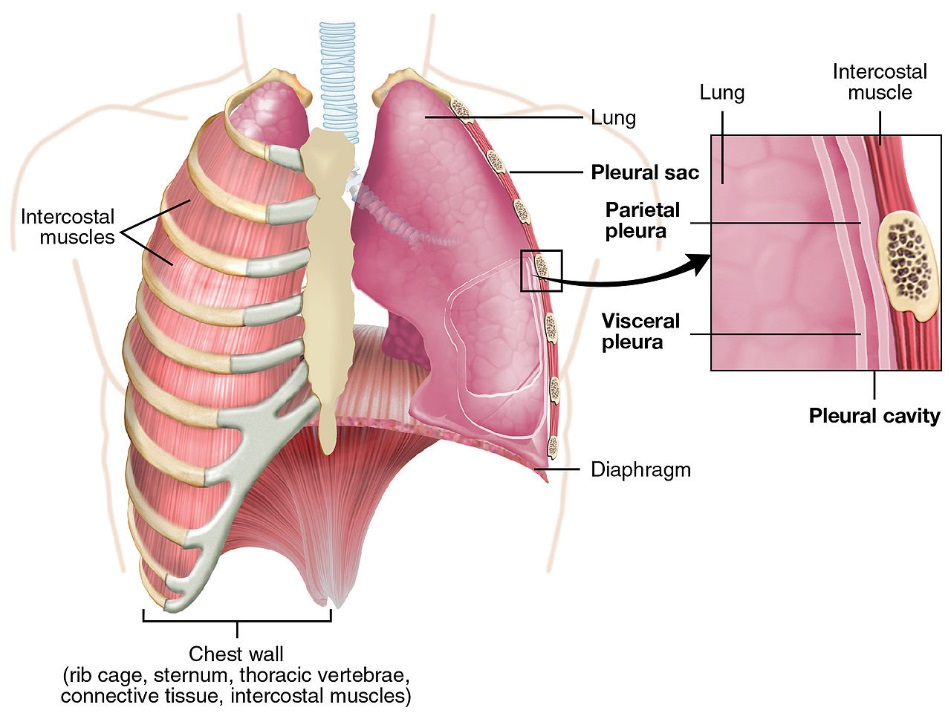 Lung
Pleural sac
Intercostal
muscles
Diaphragm
Chest wall
(rib cage, sternum, thoracic vertebrae,
connective tissue, intercostal muscles)
Lung
Intercostal
muscle
Parietal
pleura
Visceral
pleura
Pleural cavity